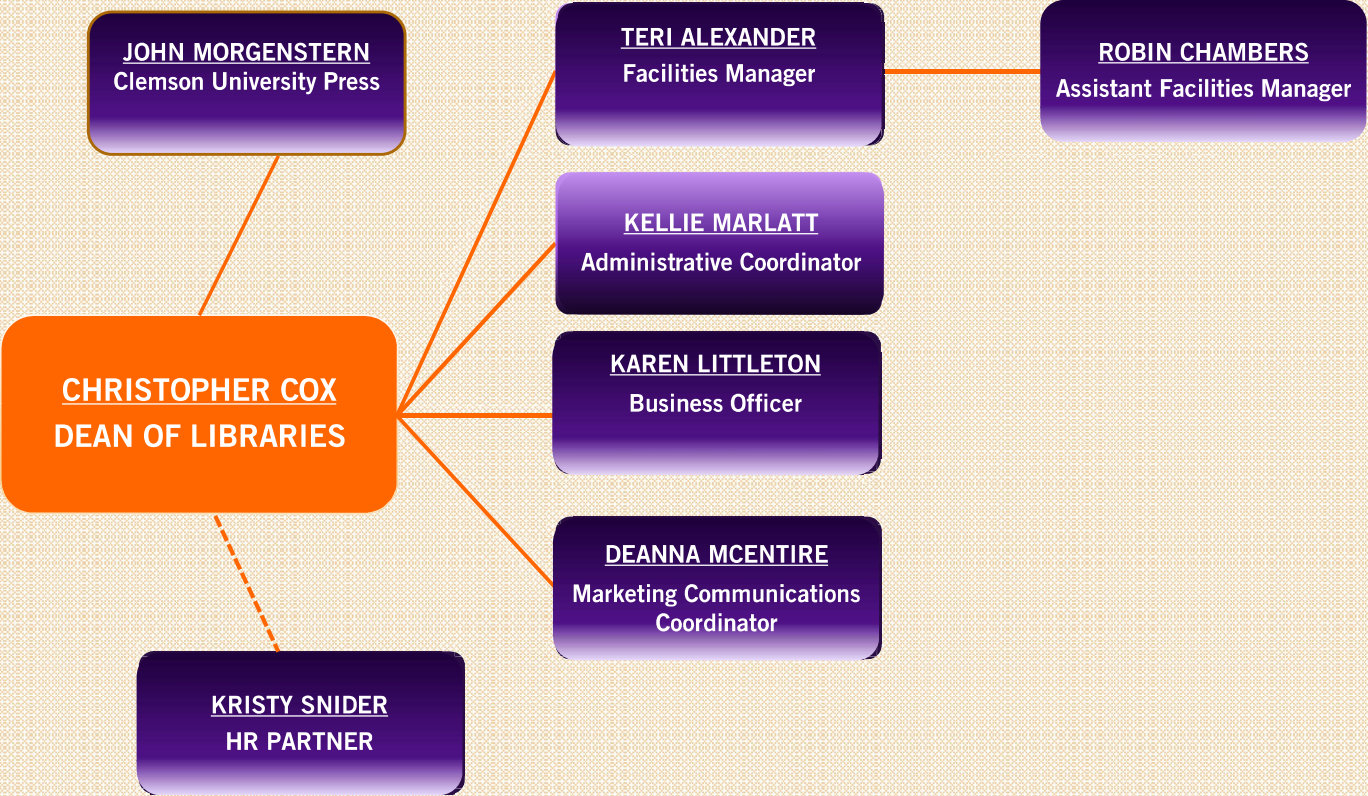 JOHN MORGENSTERN
Clemson University Press
TERI ALEXANDER
Facilities Manager
ROBIN CHAMBERS
Assistant Facilities Manager
KELLIE MARLATT
Administrative Coordinator
CHRISTOPHER COX
DEAN OF LIBRARIES
KAREN LITTLETON
Business Officer
DEANNA MCENTIRE
Marketing Communications
Coordinator
KRISTY SNIDER
HR PARTNER